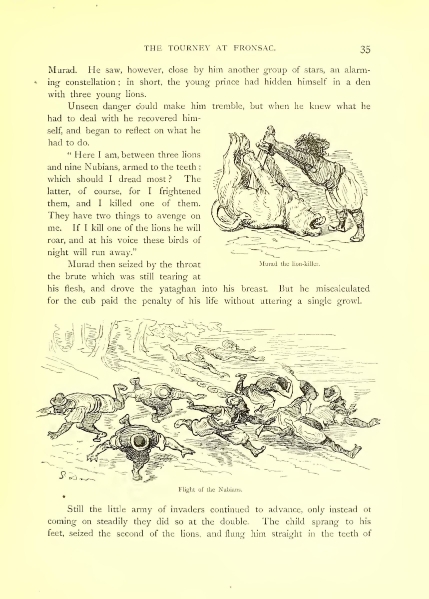 THE TOURNEY AT FRONSAC. 35
Murad. He saw, however, close by him another group of stars, an alarm-
ing constellation; in short, the young prince had hidden himself in a den
with three young lions.
Unseen danger could make him tremble, but when he knew what he
had to deal with he recovered him-
self, and began to reflect on what he
had to do.
"Here I am, between three lions
and nine Nubians, armed to the teeth:
which should I dread most? The
latter, of course, for I frightened
them, and I killed one of them.
They have two things to avenge on
me. If I kill one of the lions he will
roar, and at his voice these birds of
night will run away."
Murad then seized by the throat
the brute which was still tearing at
Murad the lion-killer.
his flesh, and drove the yataghan into his breast. But he miscalculated
for the cub paid the penalty of his life without uttering a single growl.
Flight of the Nubians.
Still the little army of invaders continued to advance, only instead of
coming on steadily they did so at the double. The child sprang to his
feet, seized the second of the lions, and flung him straight in the teeth of